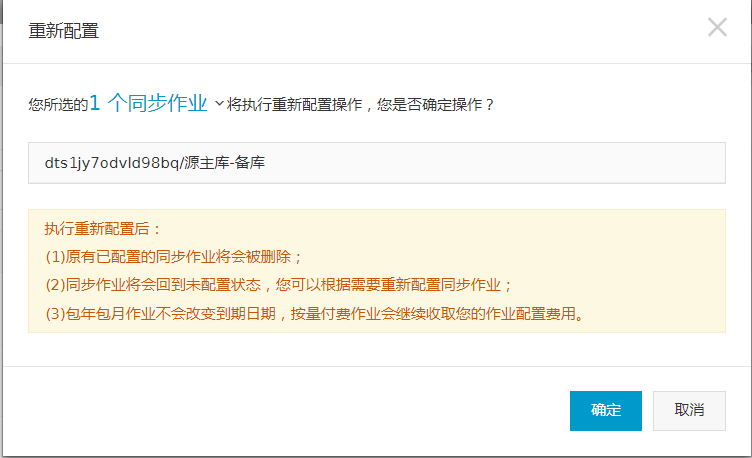 重新配置
您所选的1 个同步作业 将执行重新配置操作，您是否确定操作？
dts1jy7odvld98bq/源主库-备库
执行重新配置后：
(1)原有已配置的同步作业将会被删除；
(2)同步作业将会回到未配置状态，您可以根据需要重新配置同步作业；
(3)包年包月作业不会改变到期日期，按量付费作业会继续收取您的作业配置费用。
确定 取消